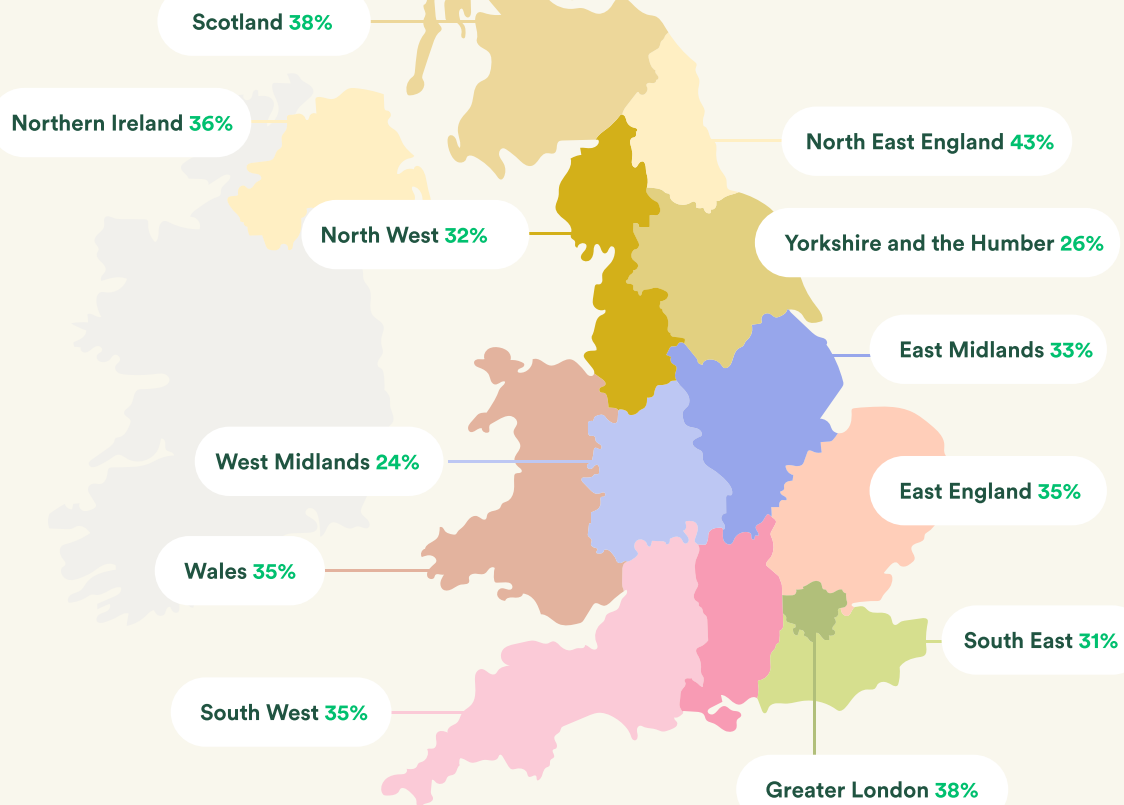 Scotland 38%
Northern Ireland 36%
North East England 43%
North West 32%
Yorkshire and the Humber 26%
East Midlands 33%
West Midlands 24%
East England 35%
Wales 35%
South East 31%
South West 35%
Greater London 38%